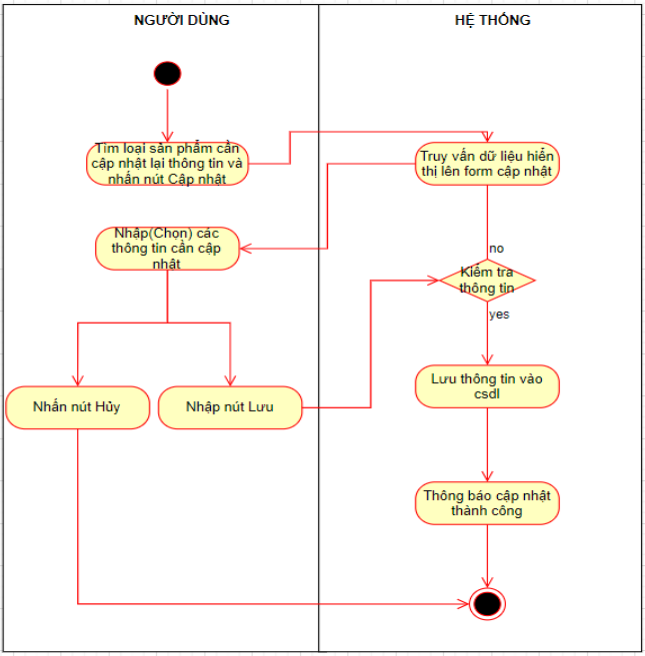 NGƯỜI DÙNG
HỆ THỐNG
Tìm loại sản phẩm cần
cập nhật lại thông tin và
nhấn nút Cập nhật
Truy vấn dữ liệu hiển
thị lên form cập nhật
Nhập(Chọn) các
thông tin cần cập
nhật
no
Kiểm tra
thông tin
yes
Lưu thông tin vào
csdl
Nhấn nút Hủy
Nhập nút Lưu
Thông báo cập nhật
thành công